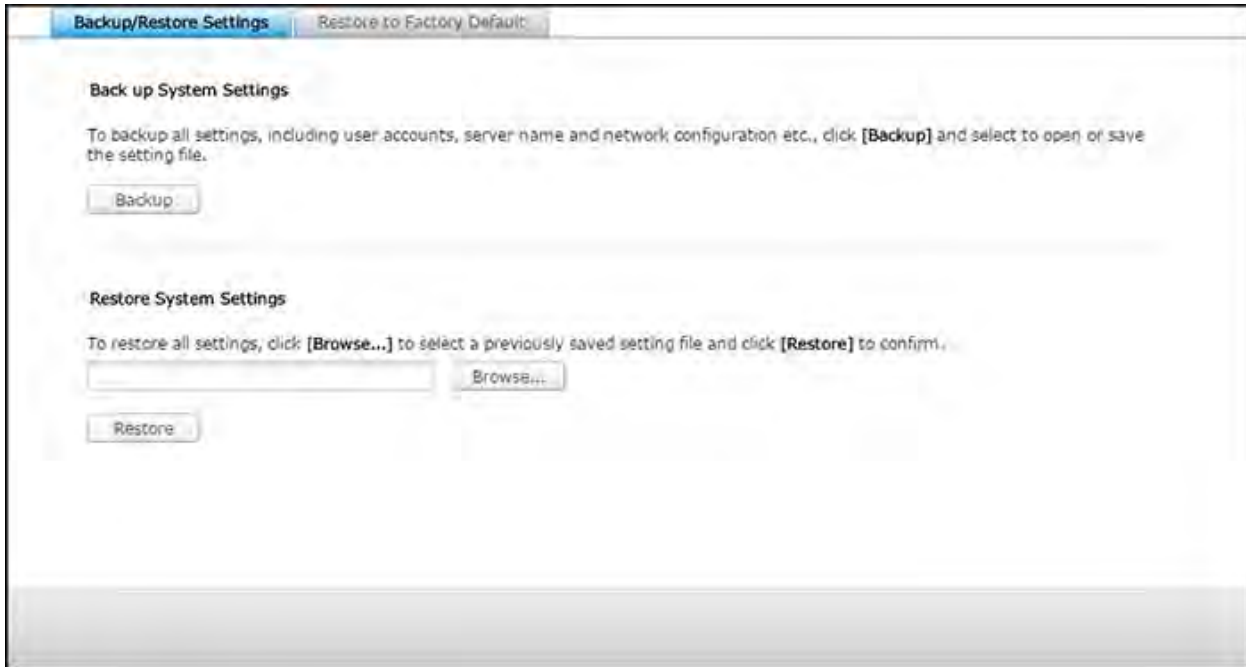 Backup/Restore Settings Restore to Factory Default
Back up System Settings
To backup all settings, including user accounts, server name and network configuration etc., click [Backup] and select to open or save
the setting file.
Backup
Restore System Settings
To restore all settings, click [Browse...] to select a previously saved setting file and click [Restore] to confirm.
Browse...
Restore